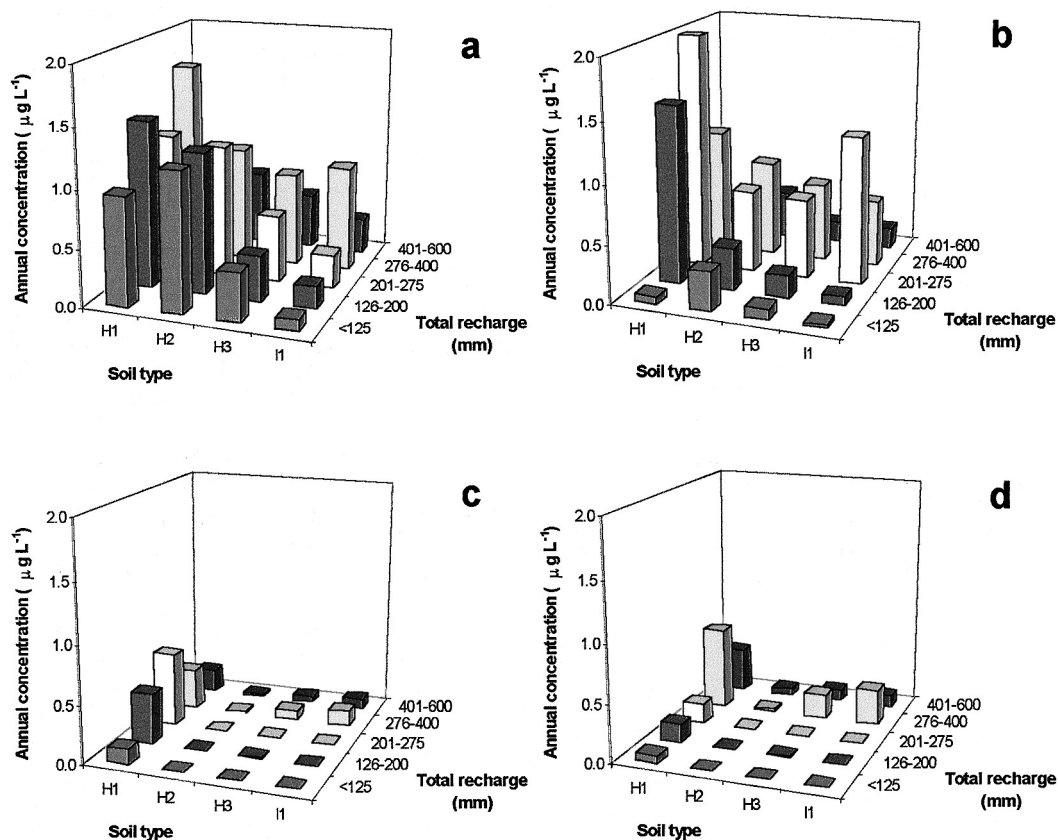 a
Annual concentration ( μg L⁻¹)
2.0
1.5
1.0
0.5
0.0
H1
H2
H3
I1
Soil type
401-600
276-400
201-275
126-200
<125
Total recharge
(mm)
b
Annual concentration ( μg L⁻¹)
2.0
1.5
1.0
0.5
0.0
H1
H2
H3
I1
Soil type
401-600
276-400
201-275
126-200
<125
Total recharge
(mm)
c
Annual concentration ( μg L⁻¹)
2.0
1.5
1.0
0.5
0.0
H1
H2
H3
I1
Soil type
401-600
276-400
201-275
126-200
<125
Total recharge
(mm)
d
Annual concentration ( μg L⁻¹)
2.0
1.5
1.0
0.5
0.0
H1
H2
H3
I1
Soil type
401-600
276-400
201-275
126-200
<125
Total recharge
(mm)